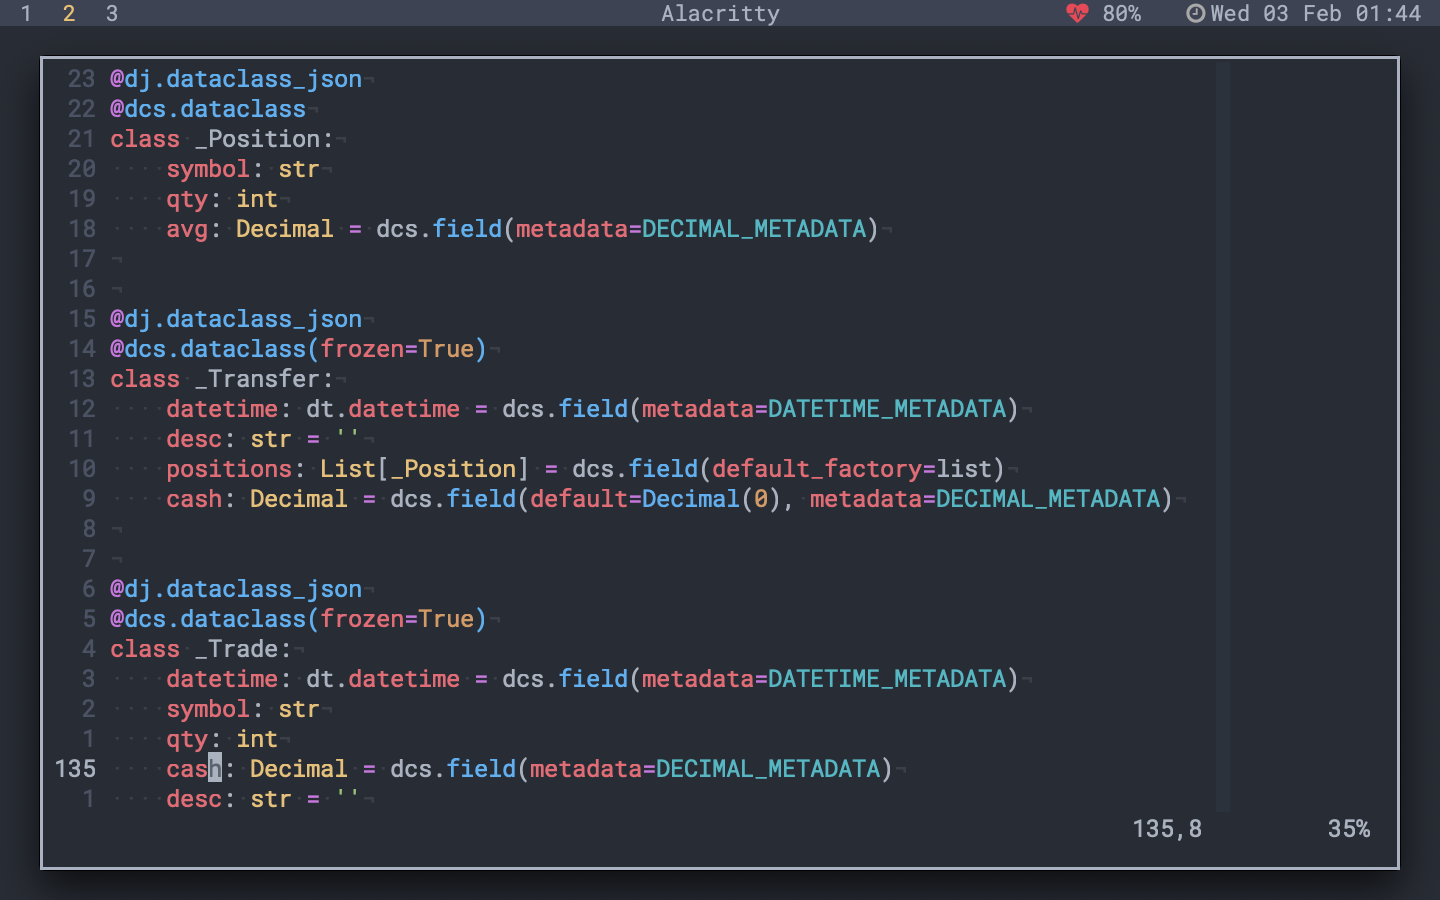 1 2 3 Alacritty 80% Wed 03 Feb 01:44
23 @dj.dataclass_json¬
22 @dcs.dataclass¬
21 class·_Position:¬
20 ····symbol:·str¬
19 ····qty:·int¬
18 ····avg:·Decimal·=·dcs.field(metadata=DECIMAL_METADATA)¬
17 ¬
16 ¬
15 @dj.dataclass_json¬
14 @dcs.dataclass(frozen=True)¬
13 class·_Transfer:¬
12 ····datetime:·dt.datetime·=·dcs.field(metadata=DATETIME_METADATA)¬
11 ····desc:·str·=·''¬
10 ····positions:·List[_Position]·=·dcs.field(default_factory=list)¬
9 ····cash:·Decimal·=·dcs.field(default=Decimal(0),·metadata=DECIMAL_METADATA)¬
8 ¬
7 ¬
6 @dj.dataclass_json¬
5 @dcs.dataclass(frozen=True)¬
4 class·_Trade:¬
3 ····datetime:·dt.datetime·=·dcs.field(metadata=DATETIME_METADATA)¬
2 ····symbol:·str¬
1 ····qty:·int¬
135 ····cash:·Decimal·=·dcs.field(metadata=DECIMAL_METADATA)¬
1 ····desc:·str·=·''¬
135,8 35%